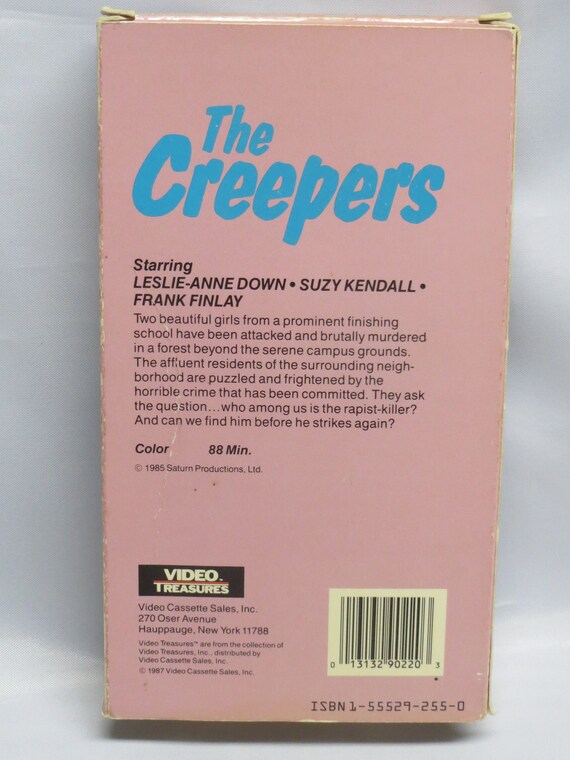 The
Creepers
Starring
LESLIE-ANNE DOWN • SUZY KENDALL •
FRANK FINLAY
Two beautiful girls from a prominent finishing
school have been attacked and brutally murdered
in a forest beyond the serene campus grounds.
The affluent residents of the surrounding neigh-
borhood are puzzled and frightened by the
horrible crime that has been committed. They ask
the question...who among us is the rapist-killer?
And can we find him before he strikes again?
Color 88 Min.
© 1985 Saturn Productions, Ltd.
VIDEO™
TREASURES
Video Cassette Sales, Inc.
270 Oser Avenue
Hauppauge, New York 11788
Video Treasures™ are from the collection of
Video Treasures, Inc., distributed by
Video Cassette Sales, Inc.
© 1987 Video Cassette Sales, Inc.
0 13132 90220 3
ISBN 1-55529-255-0